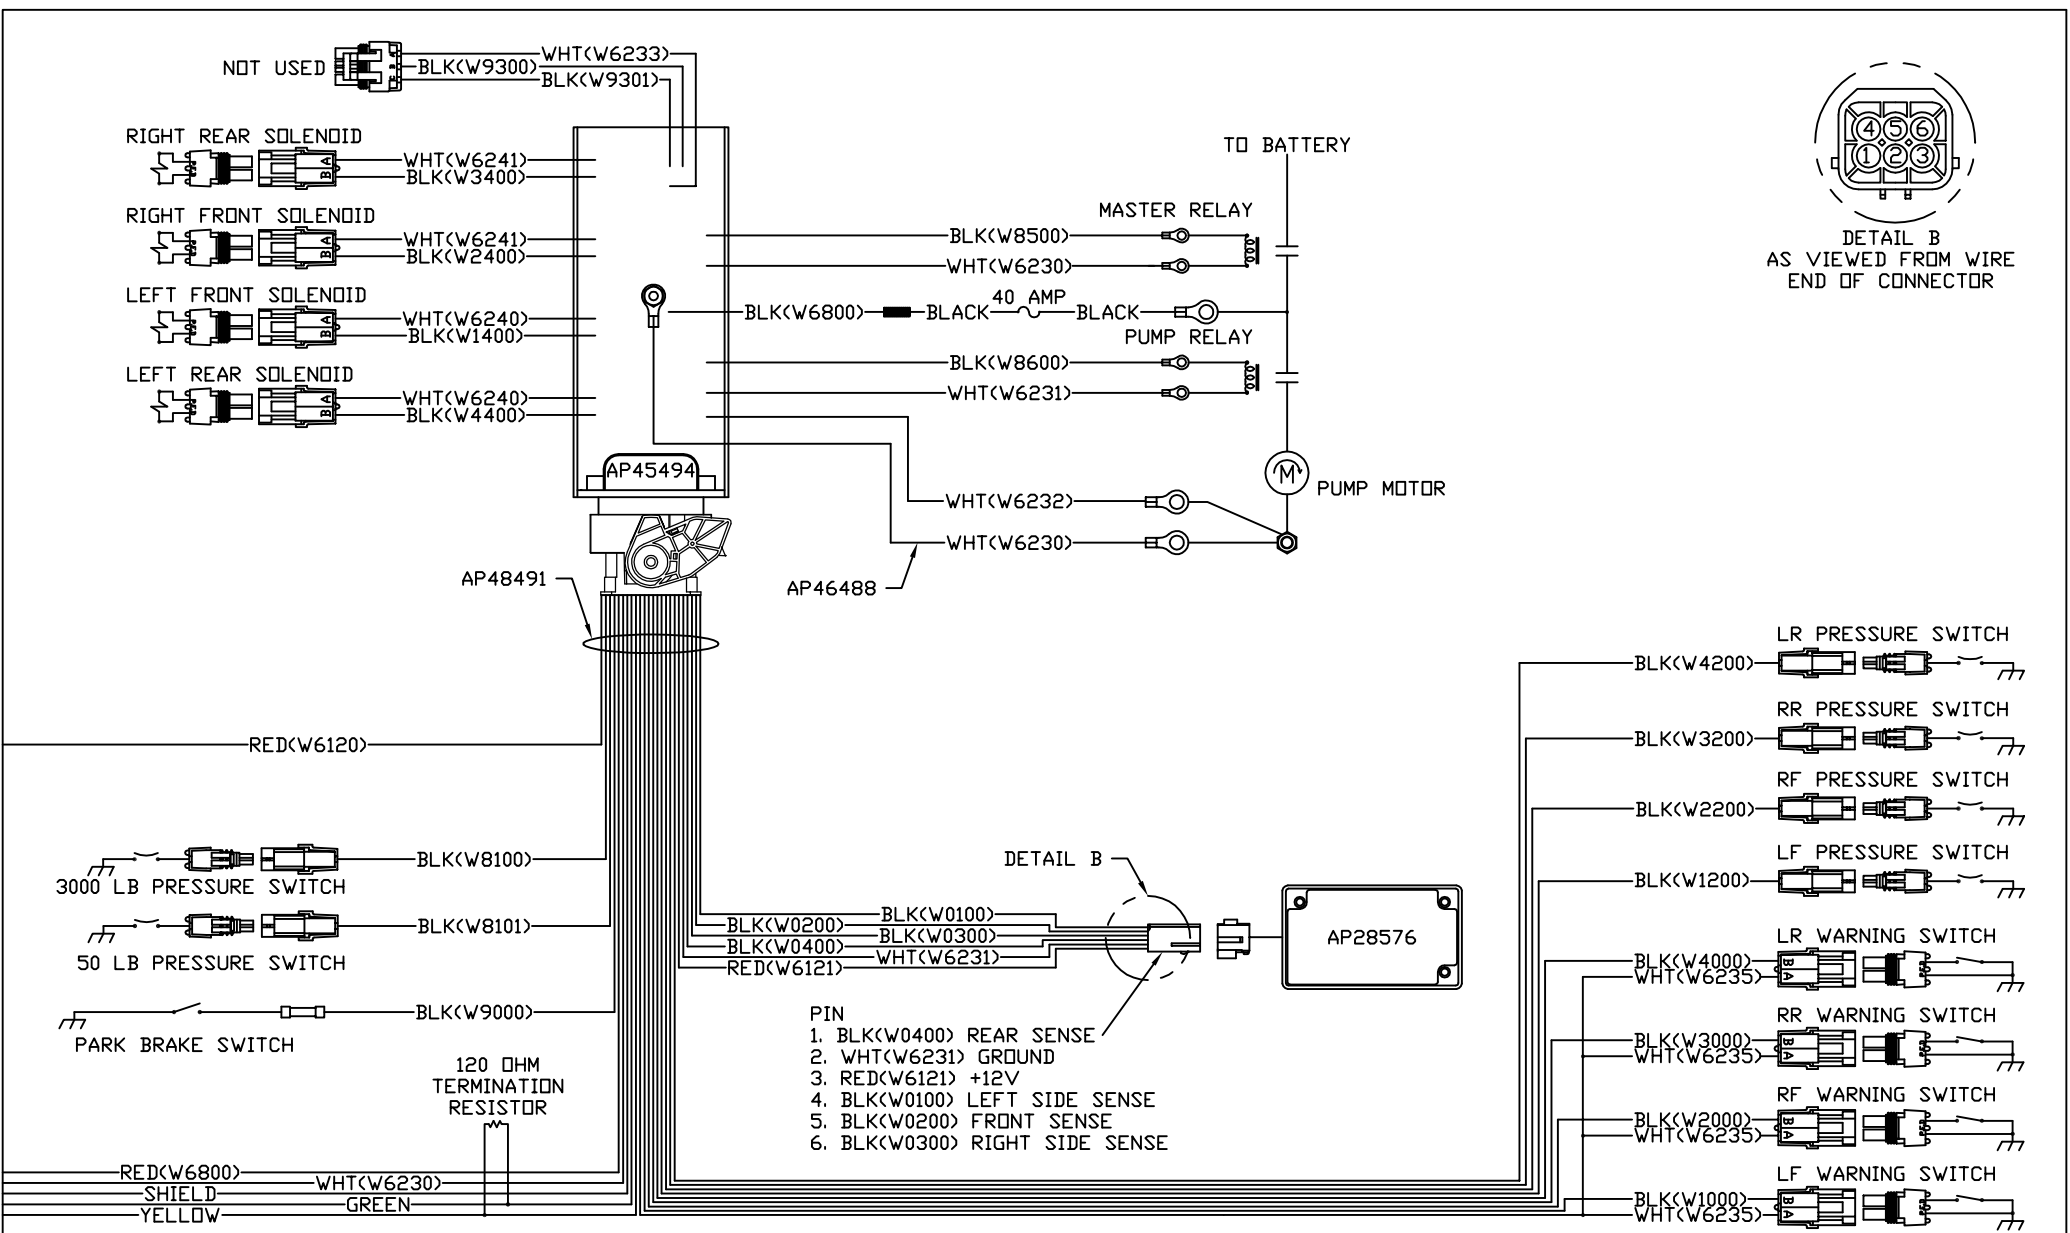 NOT USED
WHT(W6233)
BLK(W9300)
BLK(W9301)
RIGHT REAR SOLENOID
A
B
WHT(W6241)
BLK(W3400)
RIGHT FRONT SOLENOID
A
B
WHT(W6241)
BLK(W2400)
LEFT FRONT SOLENOID
A
B
WHT(W6240)
BLK(W1400)
LEFT REAR SOLENOID
A
B
WHT(W6240)
BLK(W4400)
AP45494
TO BATTERY
MASTER RELAY
BLK(W8500)
WHT(W6230)
40 AMP
BLK(W6800)
BLACK
BLACK
PUMP RELAY
BLK(W8600)
WHT(W6231)
M
PUMP MOTOR
WHT(W6232)
WHT(W6230)
AP46488
AP48491
4 5 6
1 2 3
DETAIL B
AS VIEWED FROM WIRE
END OF CONNECTOR
RED(W6120)
BLK(W8100)
3000 LB PRESSURE SWITCH
BLK(W8101)
50 LB PRESSURE SWITCH
BLK(W9000)
PARK BRAKE SWITCH
120 OHM
TERMINATION
RESISTOR
RED(W6800)
WHT(W6230)
SHIELD
GREEN
YELLOW
DETAIL B
BLK(W0100)
BLK(W0200)
BLK(W0300)
BLK(W0400)
WHT(W6231)
RED(W6121)
AP28576
PIN
1. BLK(W0400) REAR SENSE
2. WHT(W6231) GROUND
3. RED(W6121) +12V
4. BLK(W0100) LEFT SIDE SENSE
5. BLK(W0200) FRONT SENSE
6. BLK(W0300) RIGHT SIDE SENSE
LR PRESSURE SWITCH
BLK(W4200)
RR PRESSURE SWITCH
BLK(W3200)
RF PRESSURE SWITCH
BLK(W2200)
LF PRESSURE SWITCH
BLK(W1200)
LR WARNING SWITCH
BLK(W4000)
WHT(W6235)
B
A
RR WARNING SWITCH
BLK(W3000)
WHT(W6235)
B
A
RF WARNING SWITCH
BLK(W2000)
WHT(W6235)
B
A
LF WARNING SWITCH
BLK(W1000)
WHT(W6235)
B
A